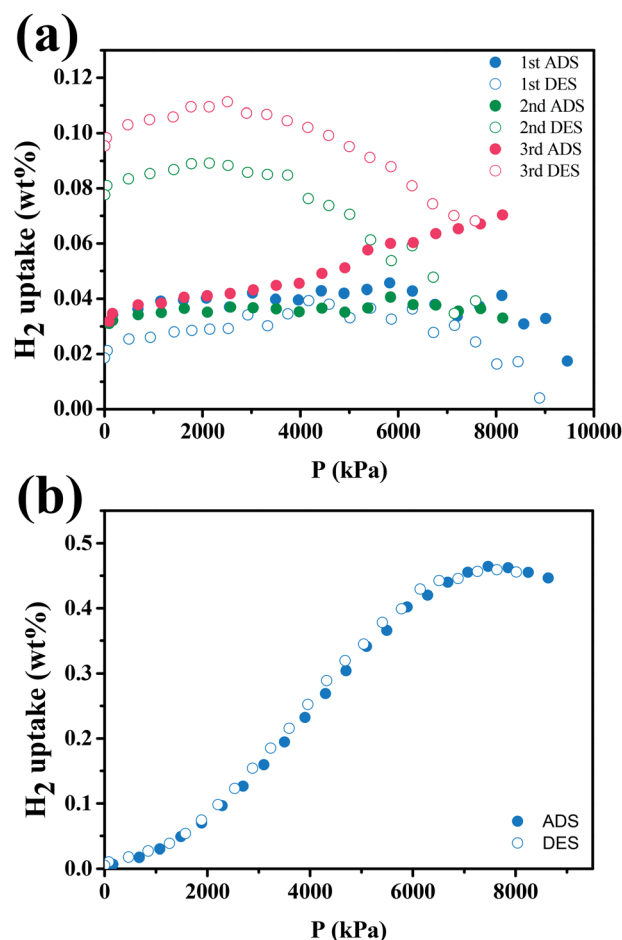 (a)
H2 uptake (wt%)
0.12
0.10
0.08
0.06
0.04
0.02
0.00
1st ADS
1st DES
2nd ADS
2nd DES
3rd ADS
3rd DES
0
2000
4000
6000
8000
10000
P (kPa)
(b)
H2 uptake (wt%)
0.5
0.4
0.3
0.2
0.1
0.0
ADS
DES
0
2000
4000
6000
8000
P (kPa)